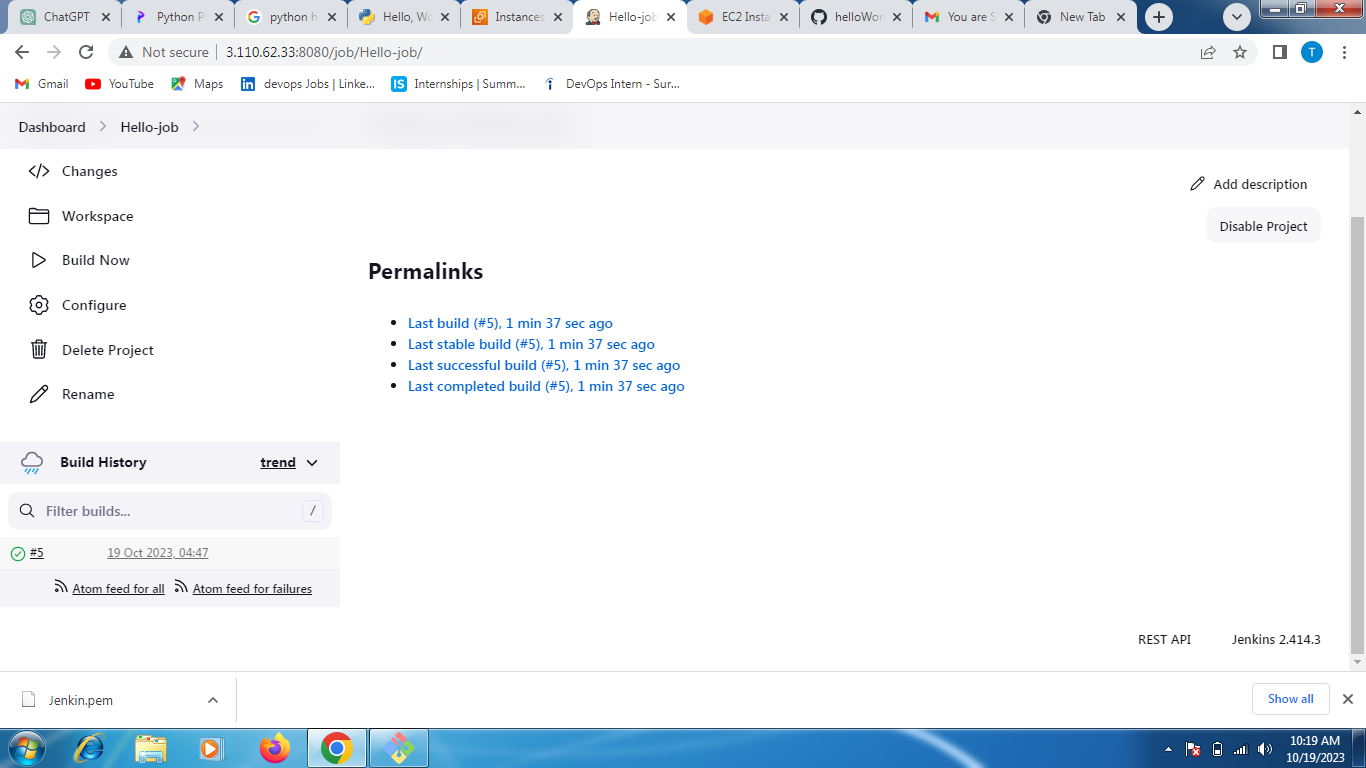 ChatGPT
Python P
python h
Hello, Wo
Instances
Hello-job
EC2 Insta
helloWor
You are S
New Tab
Not secure
3.110.62.33:8080/job/Hello-job/
T
Gmail
YouTube
Maps
devops Jobs | Linke...
IS
Internships | Summ...
DevOps Intern - Sur...
Dashboard
Hello-job
Changes
Workspace
Build Now
Configure
Delete Project
Rename
Add description
Disable Project
Permalinks
Last build (#5), 1 min 37 sec ago
Last stable build (#5), 1 min 37 sec ago
Last successful build (#5), 1 min 37 sec ago
Last completed build (#5), 1 min 37 sec ago
Build History
trend
Filter builds...
/
#5
19 Oct 2023, 04:47
Atom feed for all
Atom feed for failures
REST API
Jenkins 2.414.3
Jenkin.pem
Show all
10:19 AM
10/19/2023